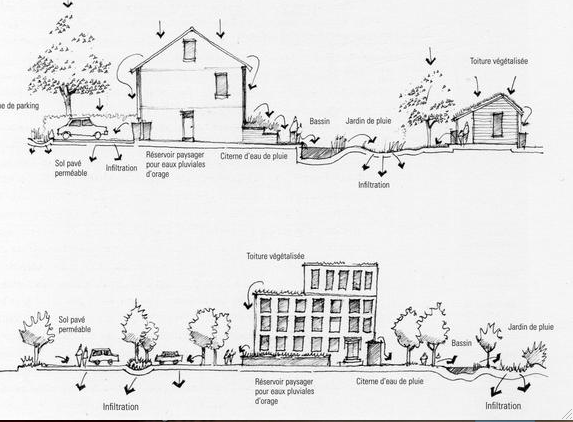 Toiture végétalisée
e de parking
Bassin
Jardin de pluie
Sol pavé
perméable
Infiltration
Réservoir paysager
pour eaux pluviales
d'orage
Citerne d'eau de pluie
Infiltration
Toiture végétalisée
Sol pavé
perméable
Bassin
Jardin de pluie
Infiltration
Réservoir paysager
pour eaux pluviales
d'orage
Citerne d'eau de pluie
Infiltration